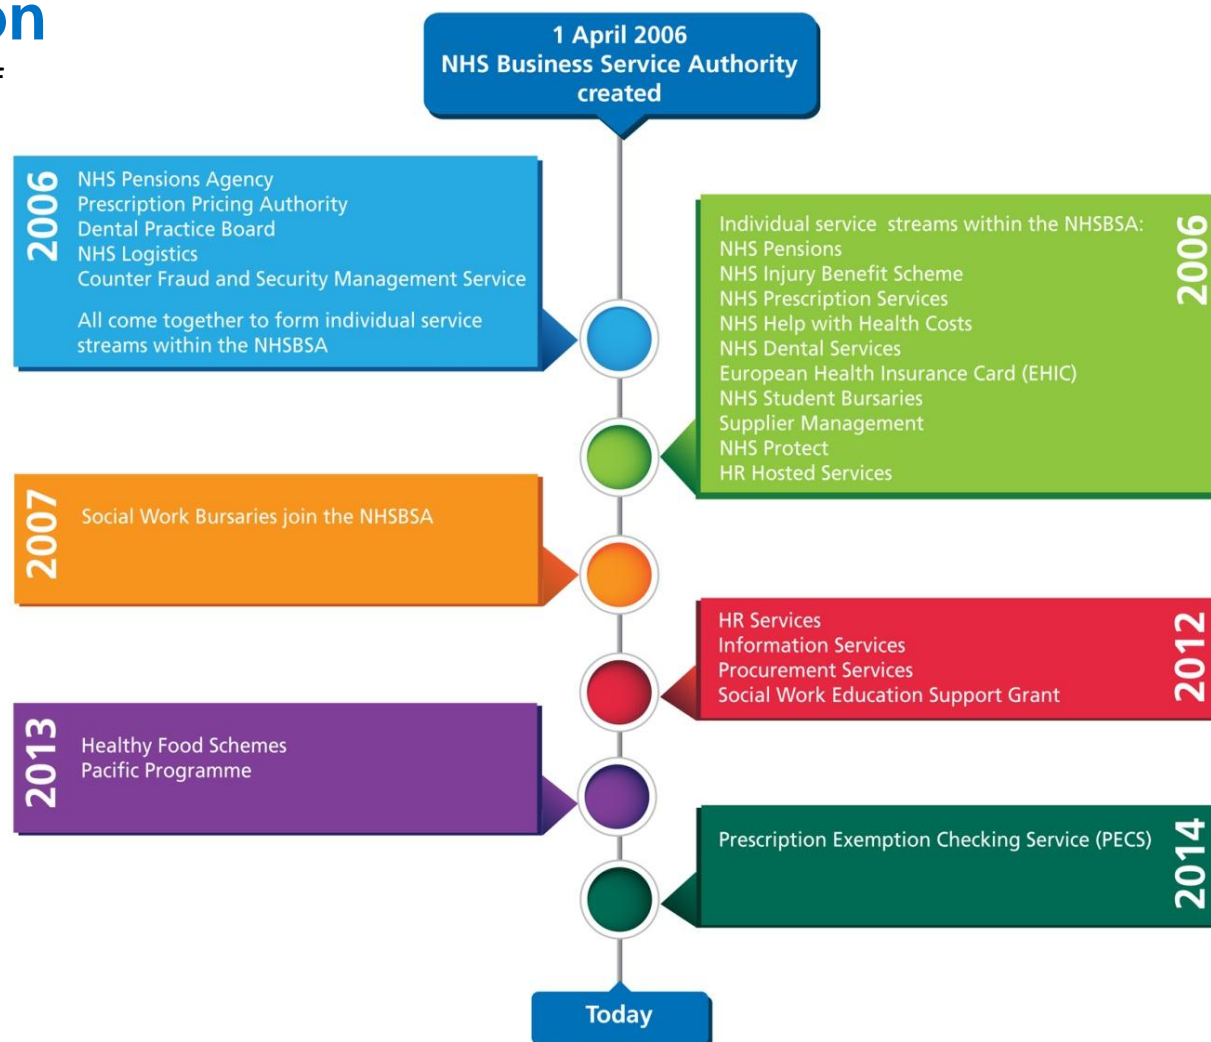 on
1 April 2006
NHS Business Service Authority
created
2006
NHS Pensions Agency
Prescription Pricing Authority
Dental Practice Board
NHS Logistics
Counter Fraud and Security Management Service
All come together to form individual service
streams within the NHSBSA
Individual service streams within the NHSBSA:
NHS Pensions
NHS Injury Benefit Scheme
NHS Prescription Services
NHS Help with Health Costs
NHS Dental Services
European Health Insurance Card (EHIC)
NHS Student Bursaries
Supplier Management
NHS Protect
HR Hosted Services
2006
2007
Social Work Bursaries join the NHSBSA
HR Services
Information Services
Procurement Services
Social Work Education Support Grant
2012
2013
Healthy Food Schemes
Pacific Programme
Prescription Exemption Checking Service (PECS)
2014
Today